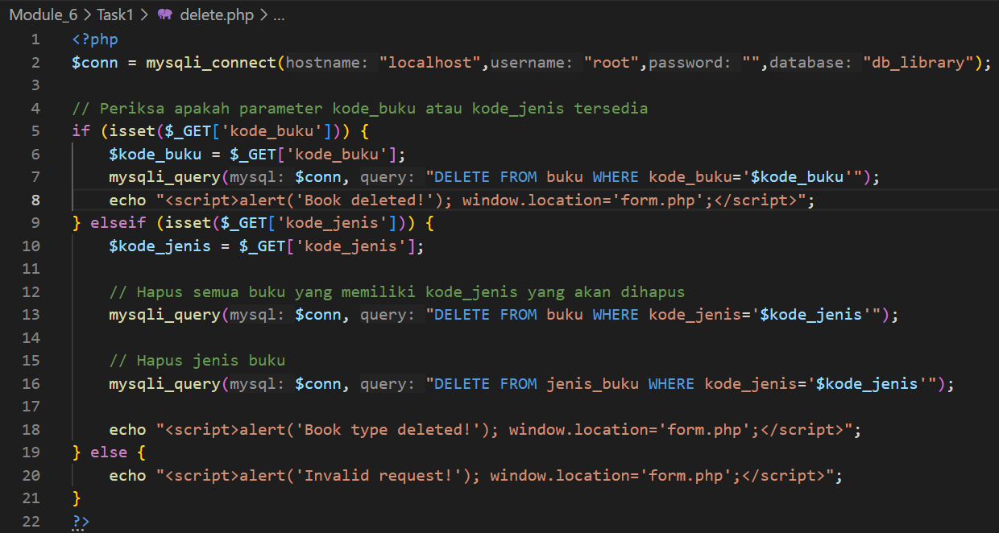 Module_6 > Task1 > delete.php > ...
1 <?php
2 $conn = mysqli_connect(hostname: "localhost",username: "root",password: "",database: "db_library");
3
4 // Periksa apakah parameter kode_buku atau kode_jenis tersedia
5 if (isset($_GET['kode_buku'])) {
6     $kode_buku = $_GET['kode_buku'];
7     mysqli_query(mysql: $conn, query: "DELETE FROM buku WHERE kode_buku='$kode_buku'");
8     echo "<script>alert('Book deleted!'); window.location='form.php';</script>";
9 } elseif (isset($_GET['kode_jenis'])) {
10     $kode_jenis = $_GET['kode_jenis'];
11
12     // Hapus semua buku yang memiliki kode_jenis yang akan dihapus
13     mysqli_query(mysql: $conn, query: "DELETE FROM buku WHERE kode_jenis='$kode_jenis'");
14
15     // Hapus jenis buku
16     mysqli_query(mysql: $conn, query: "DELETE FROM jenis_buku WHERE kode_jenis='$kode_jenis'");
17
18     echo "<script>alert('Book type deleted!'); window.location='form.php';</script>";
19 } else {
20     echo "<script>alert('Invalid request!'); window.location='form.php';</script>";
21 }
22 ?>